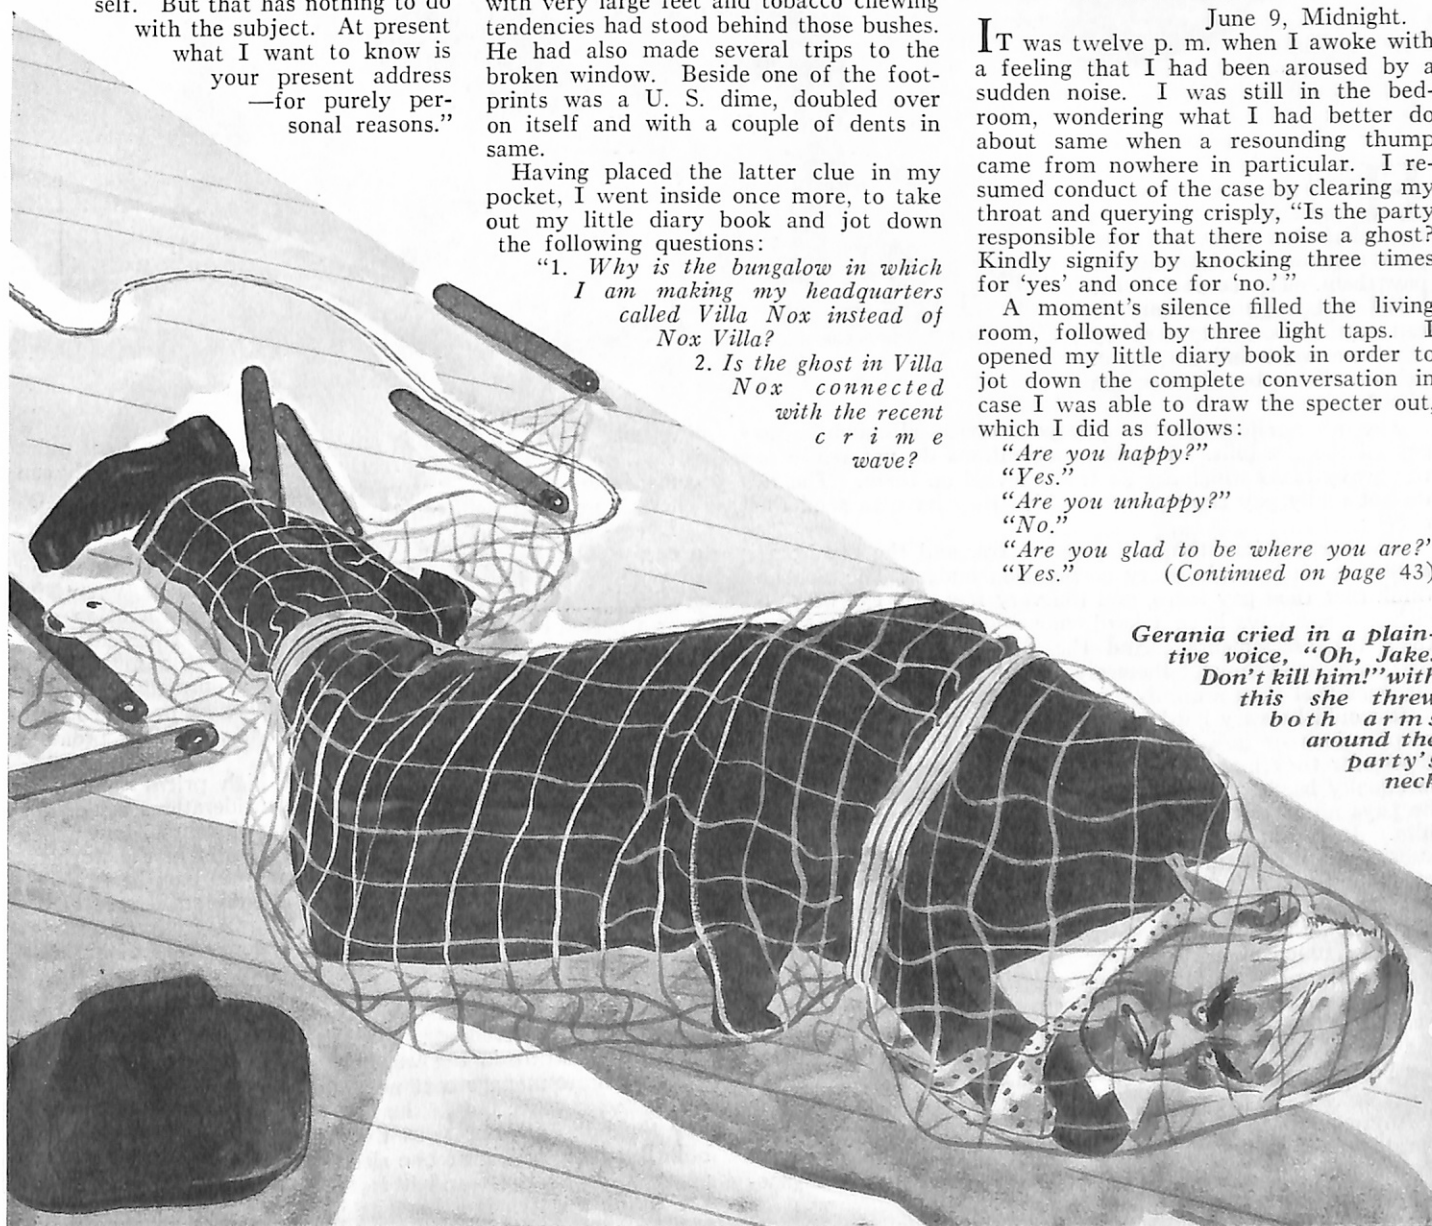 self. But that has nothing to do
with the subject. At present
what I want to know is
your present address
—for purely per-
sonal reasons."
with very large feet and tobacco chewing
tendencies had stood behind those bushes.
He had also made several trips to the
broken window. Beside one of the foot-
prints was a U. S. dime, doubled over
on itself and with a couple of dents in
same.
Having placed the latter clue in my
pocket, I went inside once more, to take
out my little diary book and jot down
the following questions:
"1. Why is the bungalow in which
I am making my headquarters
called Villa Nox instead of
Nox Villa?
2. Is the ghost in Villa
Nox connected
with the recent
crime
wave?
June 9, Midnight.
IT was twelve p. m. when I awoke with
a feeling that I had been aroused by a
sudden noise. I was still in the bed-
room, wondering what I had better do
about same when a resounding thump
came from nowhere in particular. I re-
sumed conduct of the case by clearing my
throat and querying crisply, "Is the party
responsible for that there noise a ghost?
Kindly signify by knocking three times
for 'yes' and once for 'no.'"
A moment's silence filled the living
room, followed by three light taps. I
opened my little diary book in order to
jot down the complete conversation in
case I was able to draw the specter out,
which I did as follows:
"Are you happy?"
"Yes."
"Are you unhappy?"
"No."
"Are you glad to be where you are?"
"Yes." (Continued on page 43)
Gerania cried in a plain-
tive voice, "Oh, Jake.
Don't kill him!" with
this she threw
both arms
around the
party's
neck